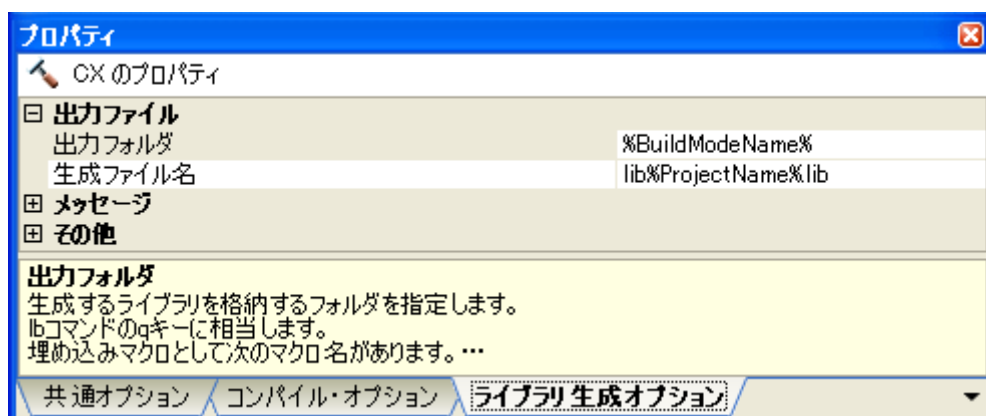 プロパティ
CX のプロパティ
出力ファイル
出力フォルダ %BuildModeName%
生成ファイル名 lib%ProjectName%.lib
メッセージ
その他
出力フォルダ
生成するライブラリを格納するフォルダを指定します。
lbコマンドのqキーに相当します。
埋め込みマクロとして次のマクロ名があります。…
共通オプション コンパイル・オプション ライブラリ生成オプション